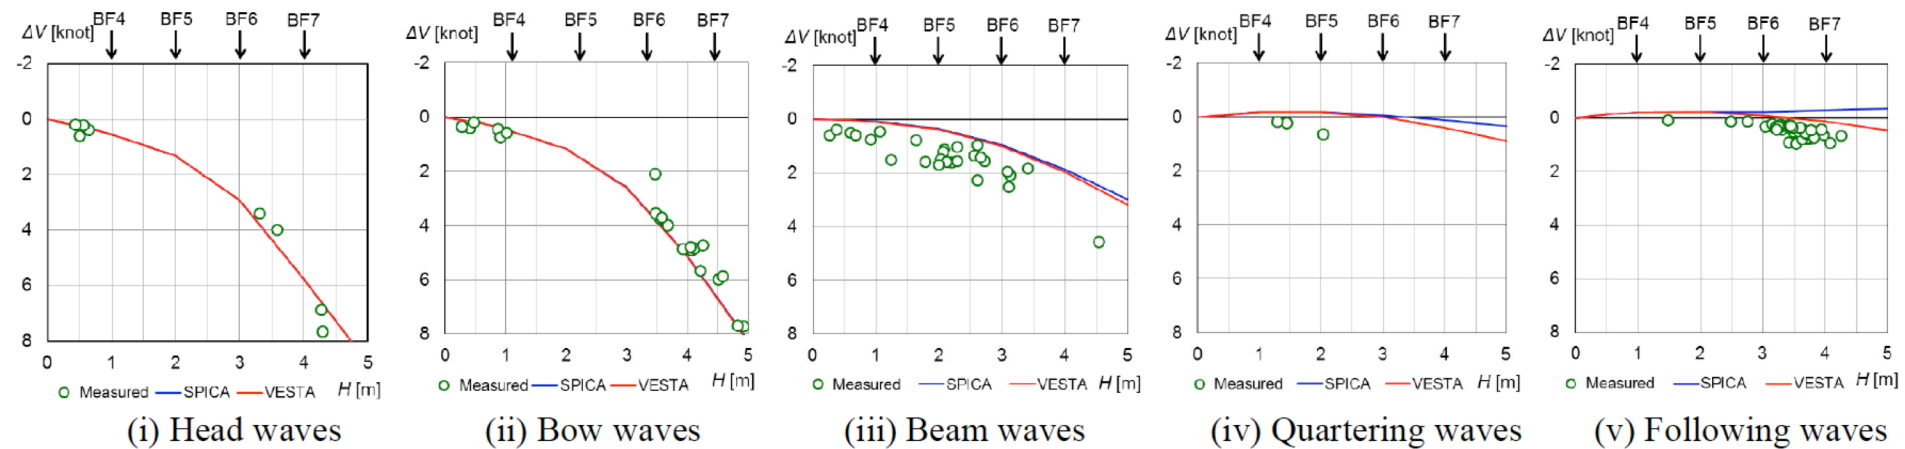 ΔV [knot] BF4 BF5 BF6 BF7
-2
0
2
4
6
8
0 1 2 3 4 5
Measured SPICA VESTA H [m]
(i) Head waves
ΔV [knot] BF4 BF5 BF6 BF7
-2
0
2
4
6
8
0 1 2 3 4 5
Measured SPICA VESTA H [m]
(ii) Bow waves
ΔV [knot] BF4 BF5 BF6 BF7
-2
0
2
4
6
8
0 1 2 3 4 5
Measured SPICA VESTA H [m]
(iii) Beam waves
ΔV [knot] BF4 BF5 BF6 BF7
-2
0
2
4
6
8
0 1 2 3 4 5
Measured SPICA VESTA H [m]
(iv) Quartering waves
ΔV [knot] BF4 BF5 BF6 BF7
-2
0
2
4
6
8
0 1 2 3 4 5
Measured SPICA VESTA H [m]
(v) Following waves